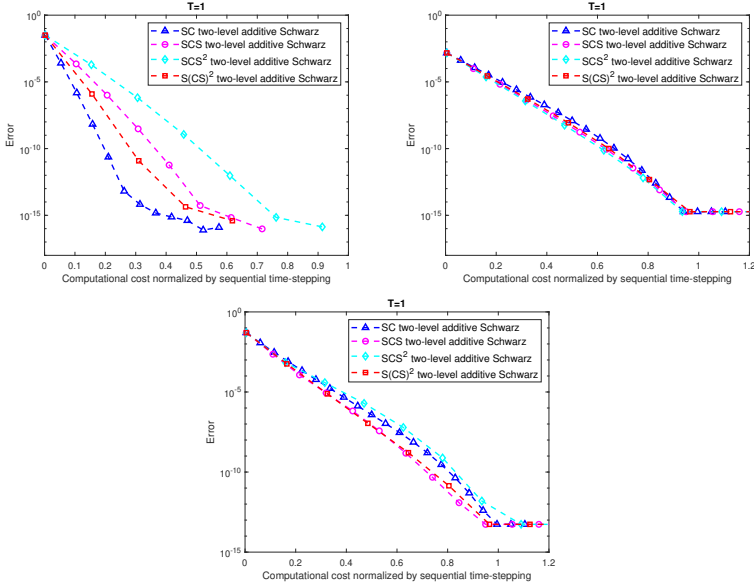 T=1
SC two-level additive Schwarz
SCS two-level additive Schwarz
SCS² two-level additive Schwarz
S(CS)² two-level additive Schwarz
10⁻⁵
10⁻¹⁰
10⁻¹⁵
Error
0 0.1 0.2 0.3 0.4 0.5 0.6 0.7 0.8 0.9 1
Computational cost normalized by sequential time-stepping
T=1
SC two-level additive Schwarz
SCS two-level additive Schwarz
SCS² two-level additive Schwarz
S(CS)² two-level additive Schwarz
10⁰
10⁻⁵
10⁻¹⁰
10⁻¹⁵
Error
0 0.2 0.4 0.6 0.8 1 1.2
Computational cost normalized by sequential time-stepping
T=1
SC two-level additive Schwarz
SCS two-level additive Schwarz
SCS² two-level additive Schwarz
S(CS)² two-level additive Schwarz
10⁰
10⁻⁵
10⁻¹⁰
10⁻¹⁵
Error
0 0.2 0.4 0.6 0.8 1 1.2
Computational cost normalized by sequential time-stepping